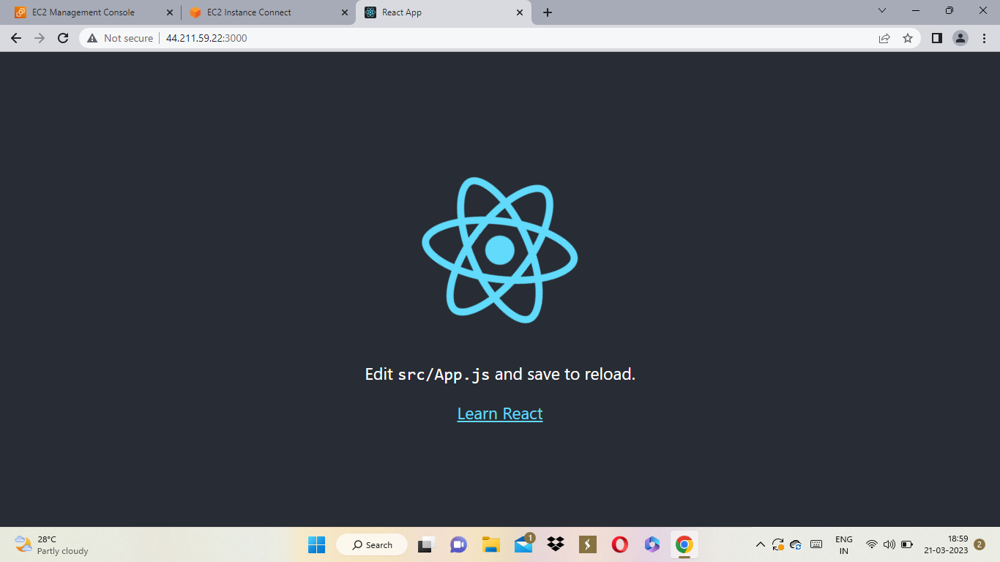 EC2 Management Console
EC2 Instance Connect
React App
Not secure
44.211.59.22:3000
Edit src/App.js and save to reload.
Learn React
28°C
Partly cloudy
Search
1
ENG
IN
18:59
21-03-2023
2